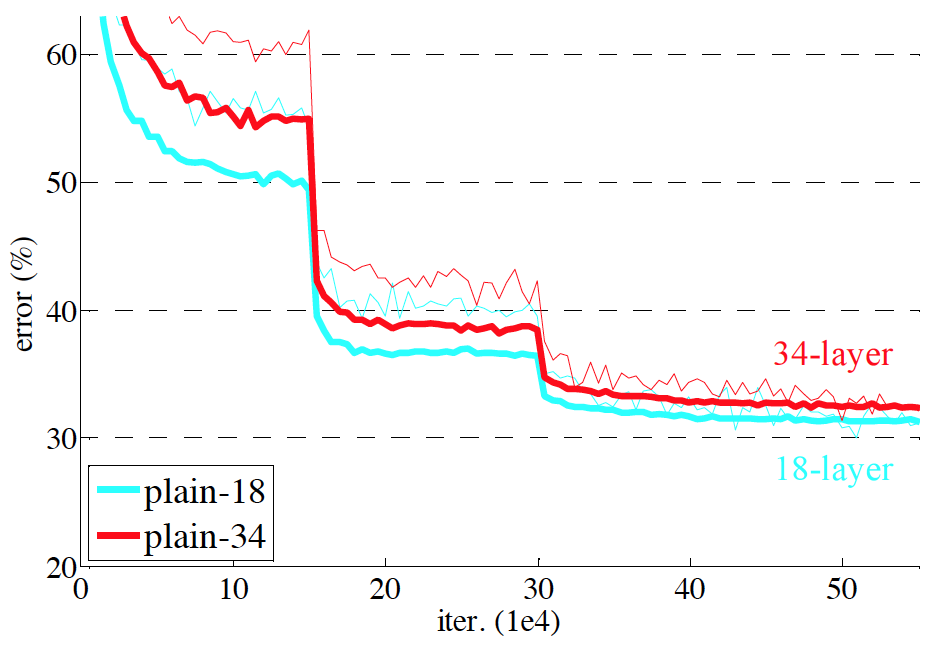 60
50
40
30
20
error (%)
34-layer
18-layer
plain-18
plain-34
0 10 20 30 40 50
iter. (1e4)